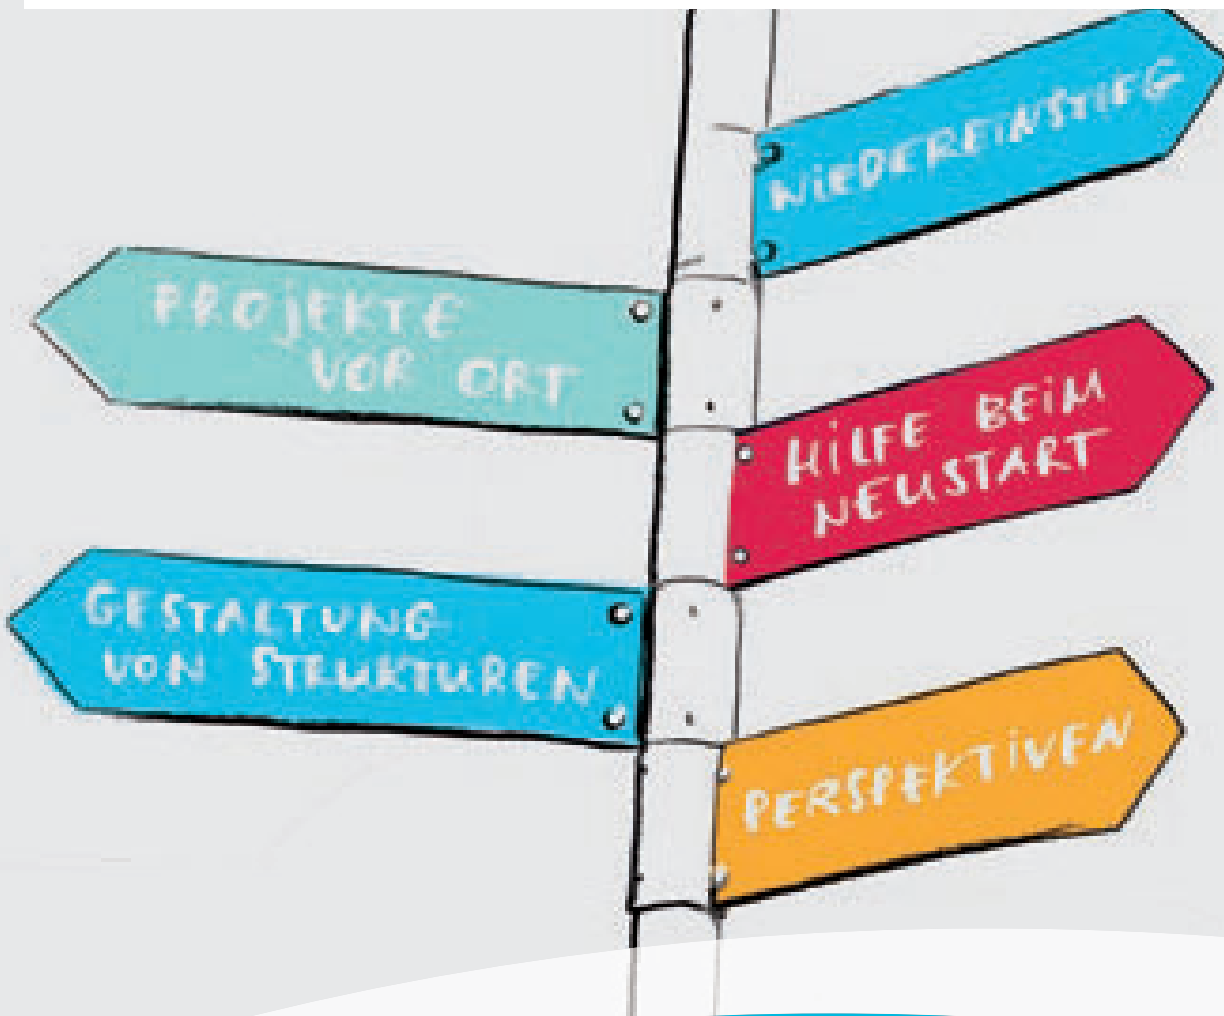 WIEDEREINSTIEG
PROJEKTE
VOR ORT
HILFE BEIM
NEUSTART
GESTALTUNG
VON STRUKTUREN
PERSPEKTIVEN